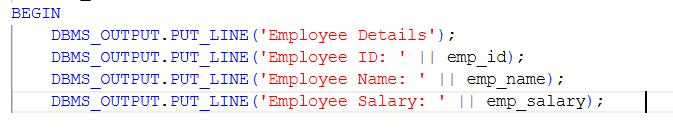 BEGIN
DBMS_OUTPUT.PUT_LINE('Employee Details');
DBMS_OUTPUT.PUT_LINE('Employee ID: ' || emp_id);
DBMS_OUTPUT.PUT_LINE('Employee Name: ' || emp_name);
DBMS_OUTPUT.PUT_LINE('Employee Salary: ' || emp_salary);